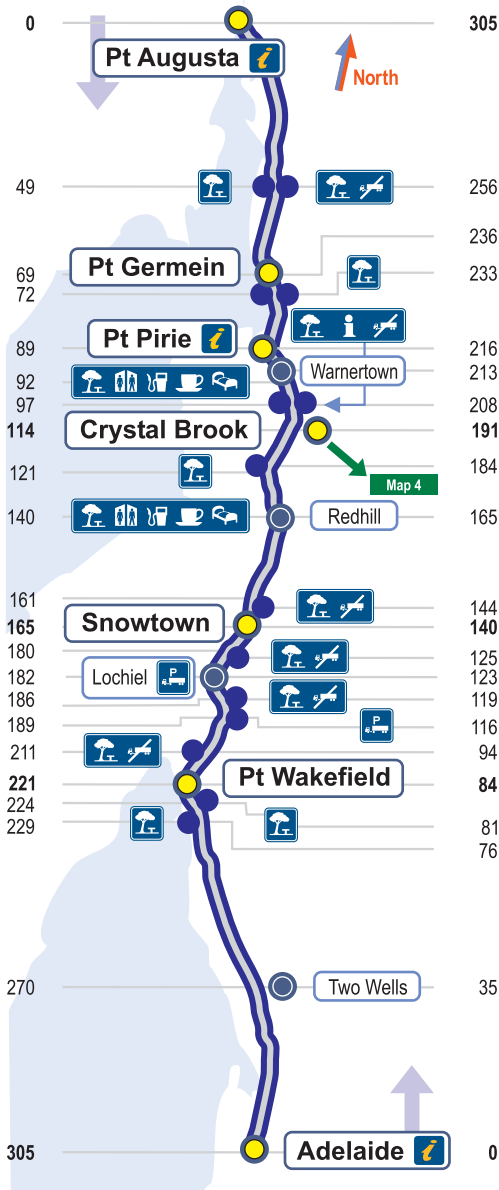 0 305
Pt Augusta i
North
49 256
236
Pt Germein
69 233
72
i
Pt Pirie i
89 216
Warnertown 213
92
97 208
114 Crystal Brook 191
121 184
Map 4
140 Redhill 165
161 144
165 Snowtown 140
180 125
182 Lochiel P 123
186 119
189 P 116
211 94
221 Pt Wakefield 84
224 81
229 76
270 Two Wells 35
305 Adelaide i 0